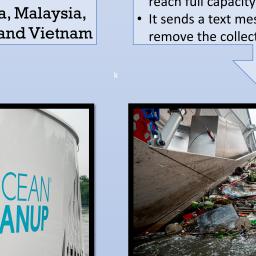 a, Malaysia,
and Vietnam
reach full capacity
• It sends a text mes
remove the collect
k
CEAN
ANUP